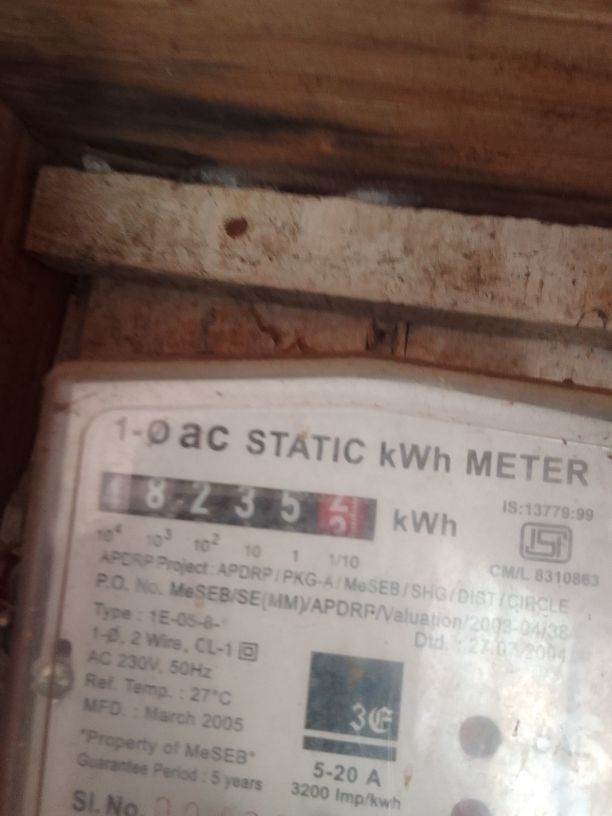 1-Ø ac STATIC kWh METER
8 2 3 5 2 kWh
10⁴ 10³ 10² 10 1 1/10
IS:13779:99
ISI
CM/L 8310863
APDRP Project : APDRP / PKG-A / MeSEB / SHG / DIST / CIRCLE
P.O. No. MeSEB/SE(MM)/APDRP/Valuation/2003-04/38
Dtd. : 27.07.2004
Type : 1E-05-8-
1-Ø, 2 Wire, CL-1
AC 230V, 50Hz
Ref. Temp. : 27°C
MFD. : March 2005
"Property of MeSEB"
Guarantee Period : 5 years
5-20 A
3200 Imp/kwh
CAL
Sl. No.